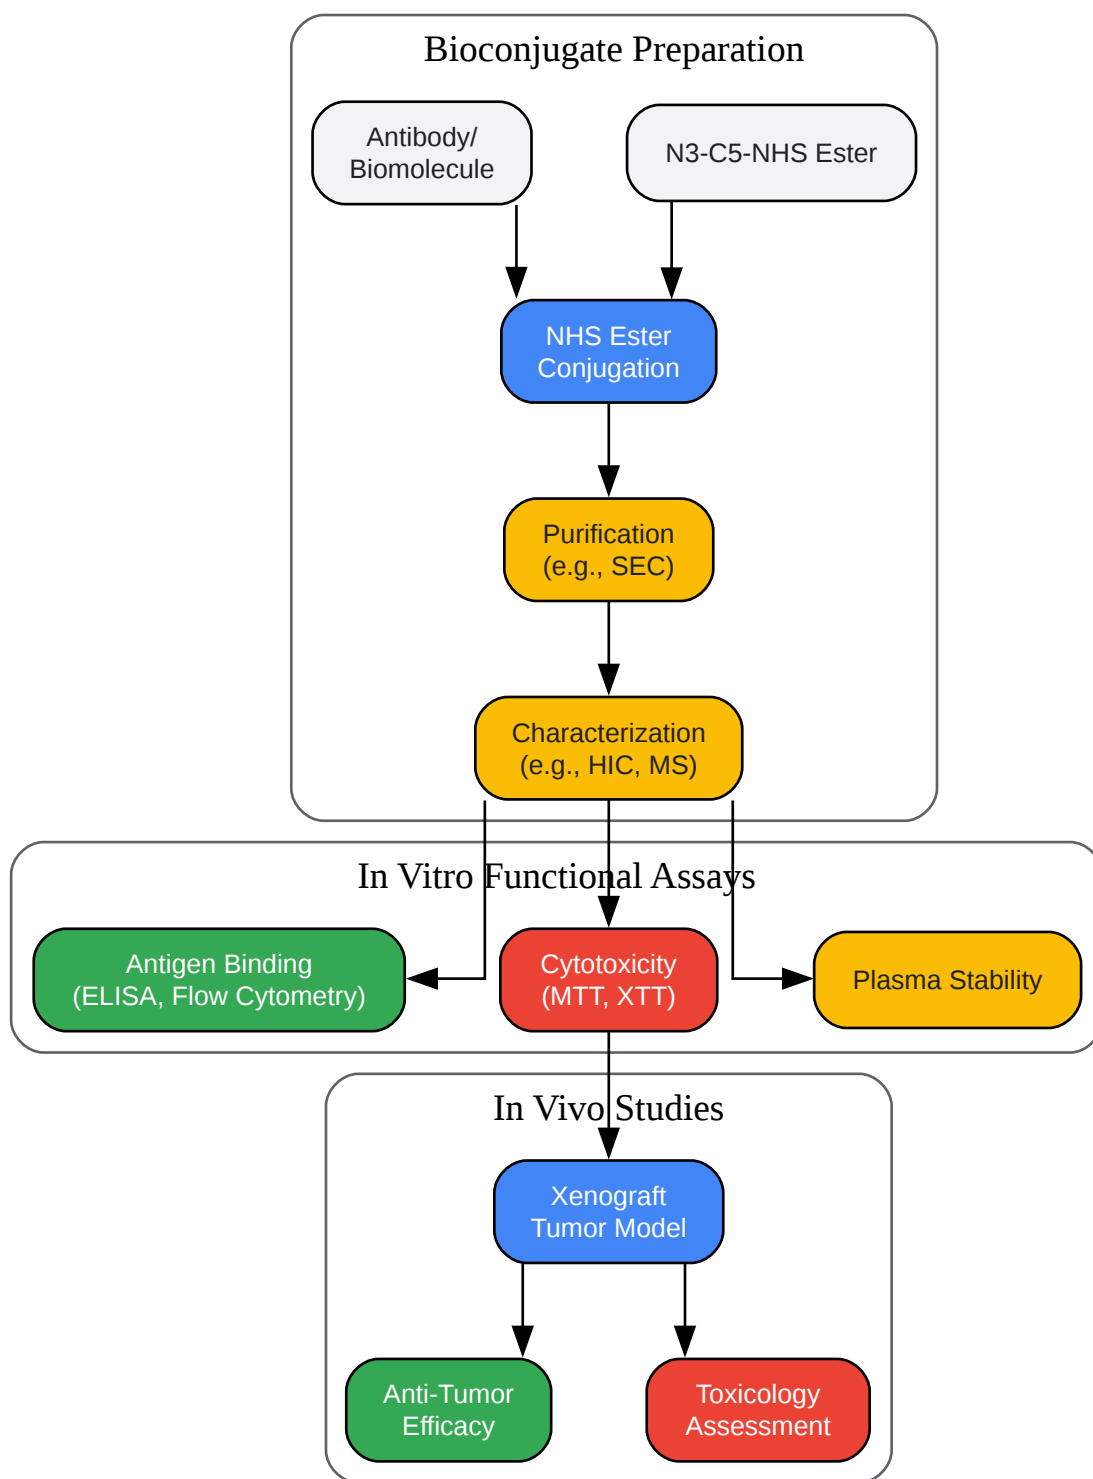 Bioconjugate Preparation
Antibody/
Biomolecule
N3-C5-NHS Ester
NHS Ester
Conjugation
Purification
(e.g., SEC)
Characterization
(e.g., HIC, MS)
In Vitro Functional Assays
Antigen Binding
(ELISA, Flow Cytometry)
Cytotoxicity
(MTT, XTT)
Plasma Stability
In Vivo Studies
Xenograft
Tumor Model
Anti-Tumor
Efficacy
Toxicology
Assessment